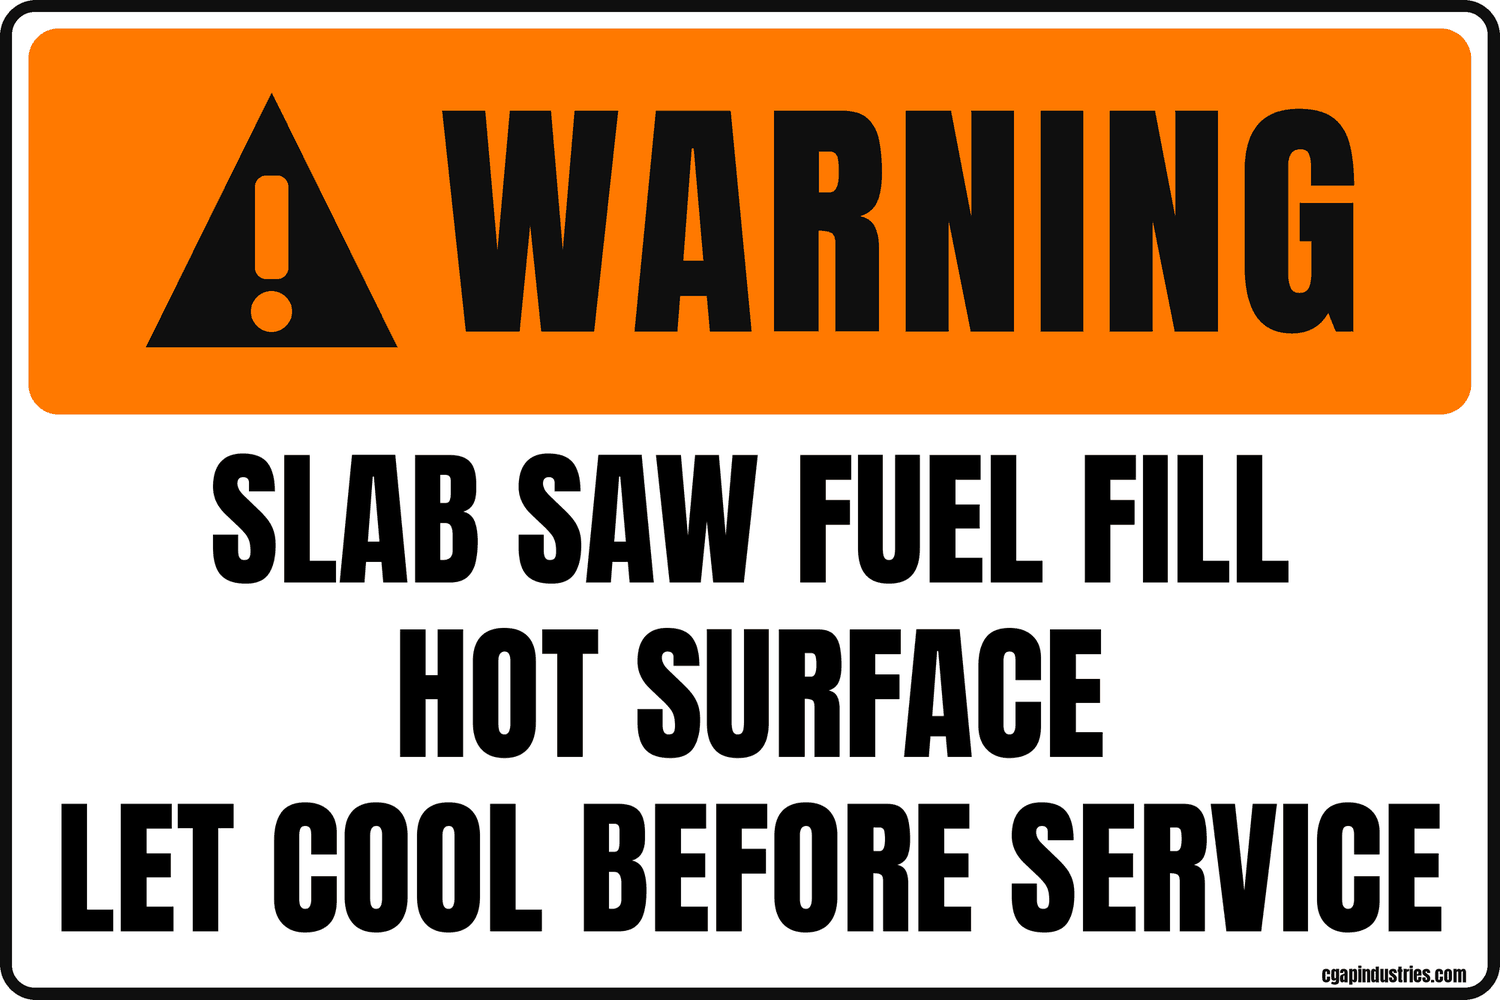 WARNING
SLAB SAW FUEL FILL
HOT SURFACE
LET COOL BEFORE SERVICE
cgapindustries.com